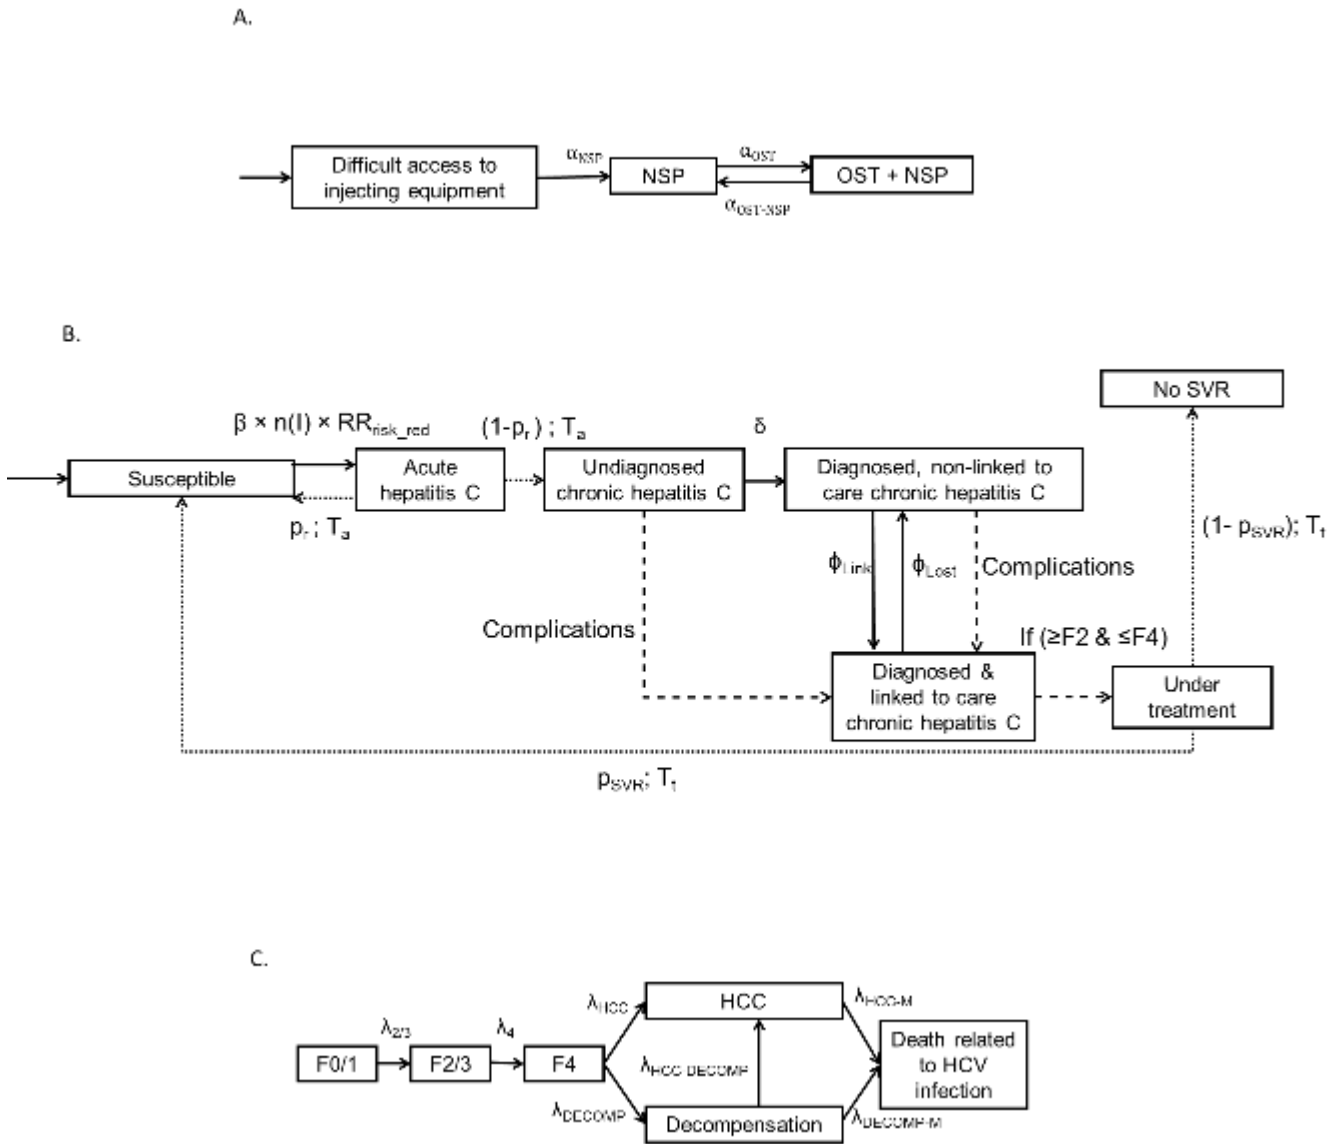 A.
Difficult access to
injecting equipment
α_NSP
NSP
α_OST
α_OST-NSP
OST + NSP
B.
No SVR
β × n(I) × RR_risk_red
(1-p_r) ; T_a
δ
Susceptible
Acute
hepatitis C
Undiagnosed
chronic hepatitis C
Diagnosed, non-linked to
care chronic hepatitis C
p_r ; T_a
(1- p_SVR); T_t
ϕ_Link
ϕ_Lost
Complications
Complications
If (≥F2 & ≤F4)
Diagnosed &
linked to care
chronic hepatitis C
Under
treatment
p_SVR; T_t
C.
HCC
λ_HCC
λ_HCC-M
λ_2/3
λ_4
F0/1
F2/3
F4
λ_HCC-DECOMP
Death related
to HCV
infection
λ_DECOMP
Decompensation
λ_DECOMP-M